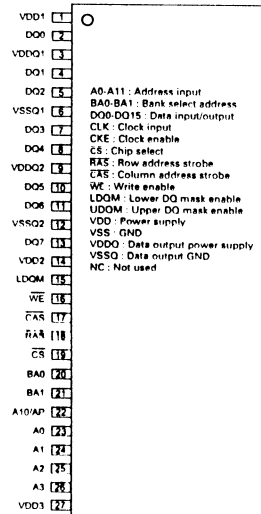 VDD1 1
DQ0 2
VDDQ1 3
DQ1 4
DQ2 5
VSSQ1 6
DQ3 7
DQ4 8
VDDQ2 9
DQ5 10
DQ6 11
VSSQ2 12
DQ7 13
VDD2 14
LDQM 15
WE 16
CAS 17
RAS 18
CS 19
BA0 20
BA1 21
A10/AP 22
A0 23
A1 24
A2 25
A3 26
VDD3 27
A0-A11 : Address input
BA0-BA1 : Bank select address
DQ0-DQ15 : Data input/output
CLK : Clock input
CKE : Clock enable
CS : Chip select
RAS : Row address strobe
CAS : Column address strobe
WE : Write enable
LDQM : Lower DQ mask enable
UDQM : Upper DQ mask enable
VDD : Power supply
VSS : GND
VDDQ : Data output power supply
VSSQ : Data output GND
NC : Not used